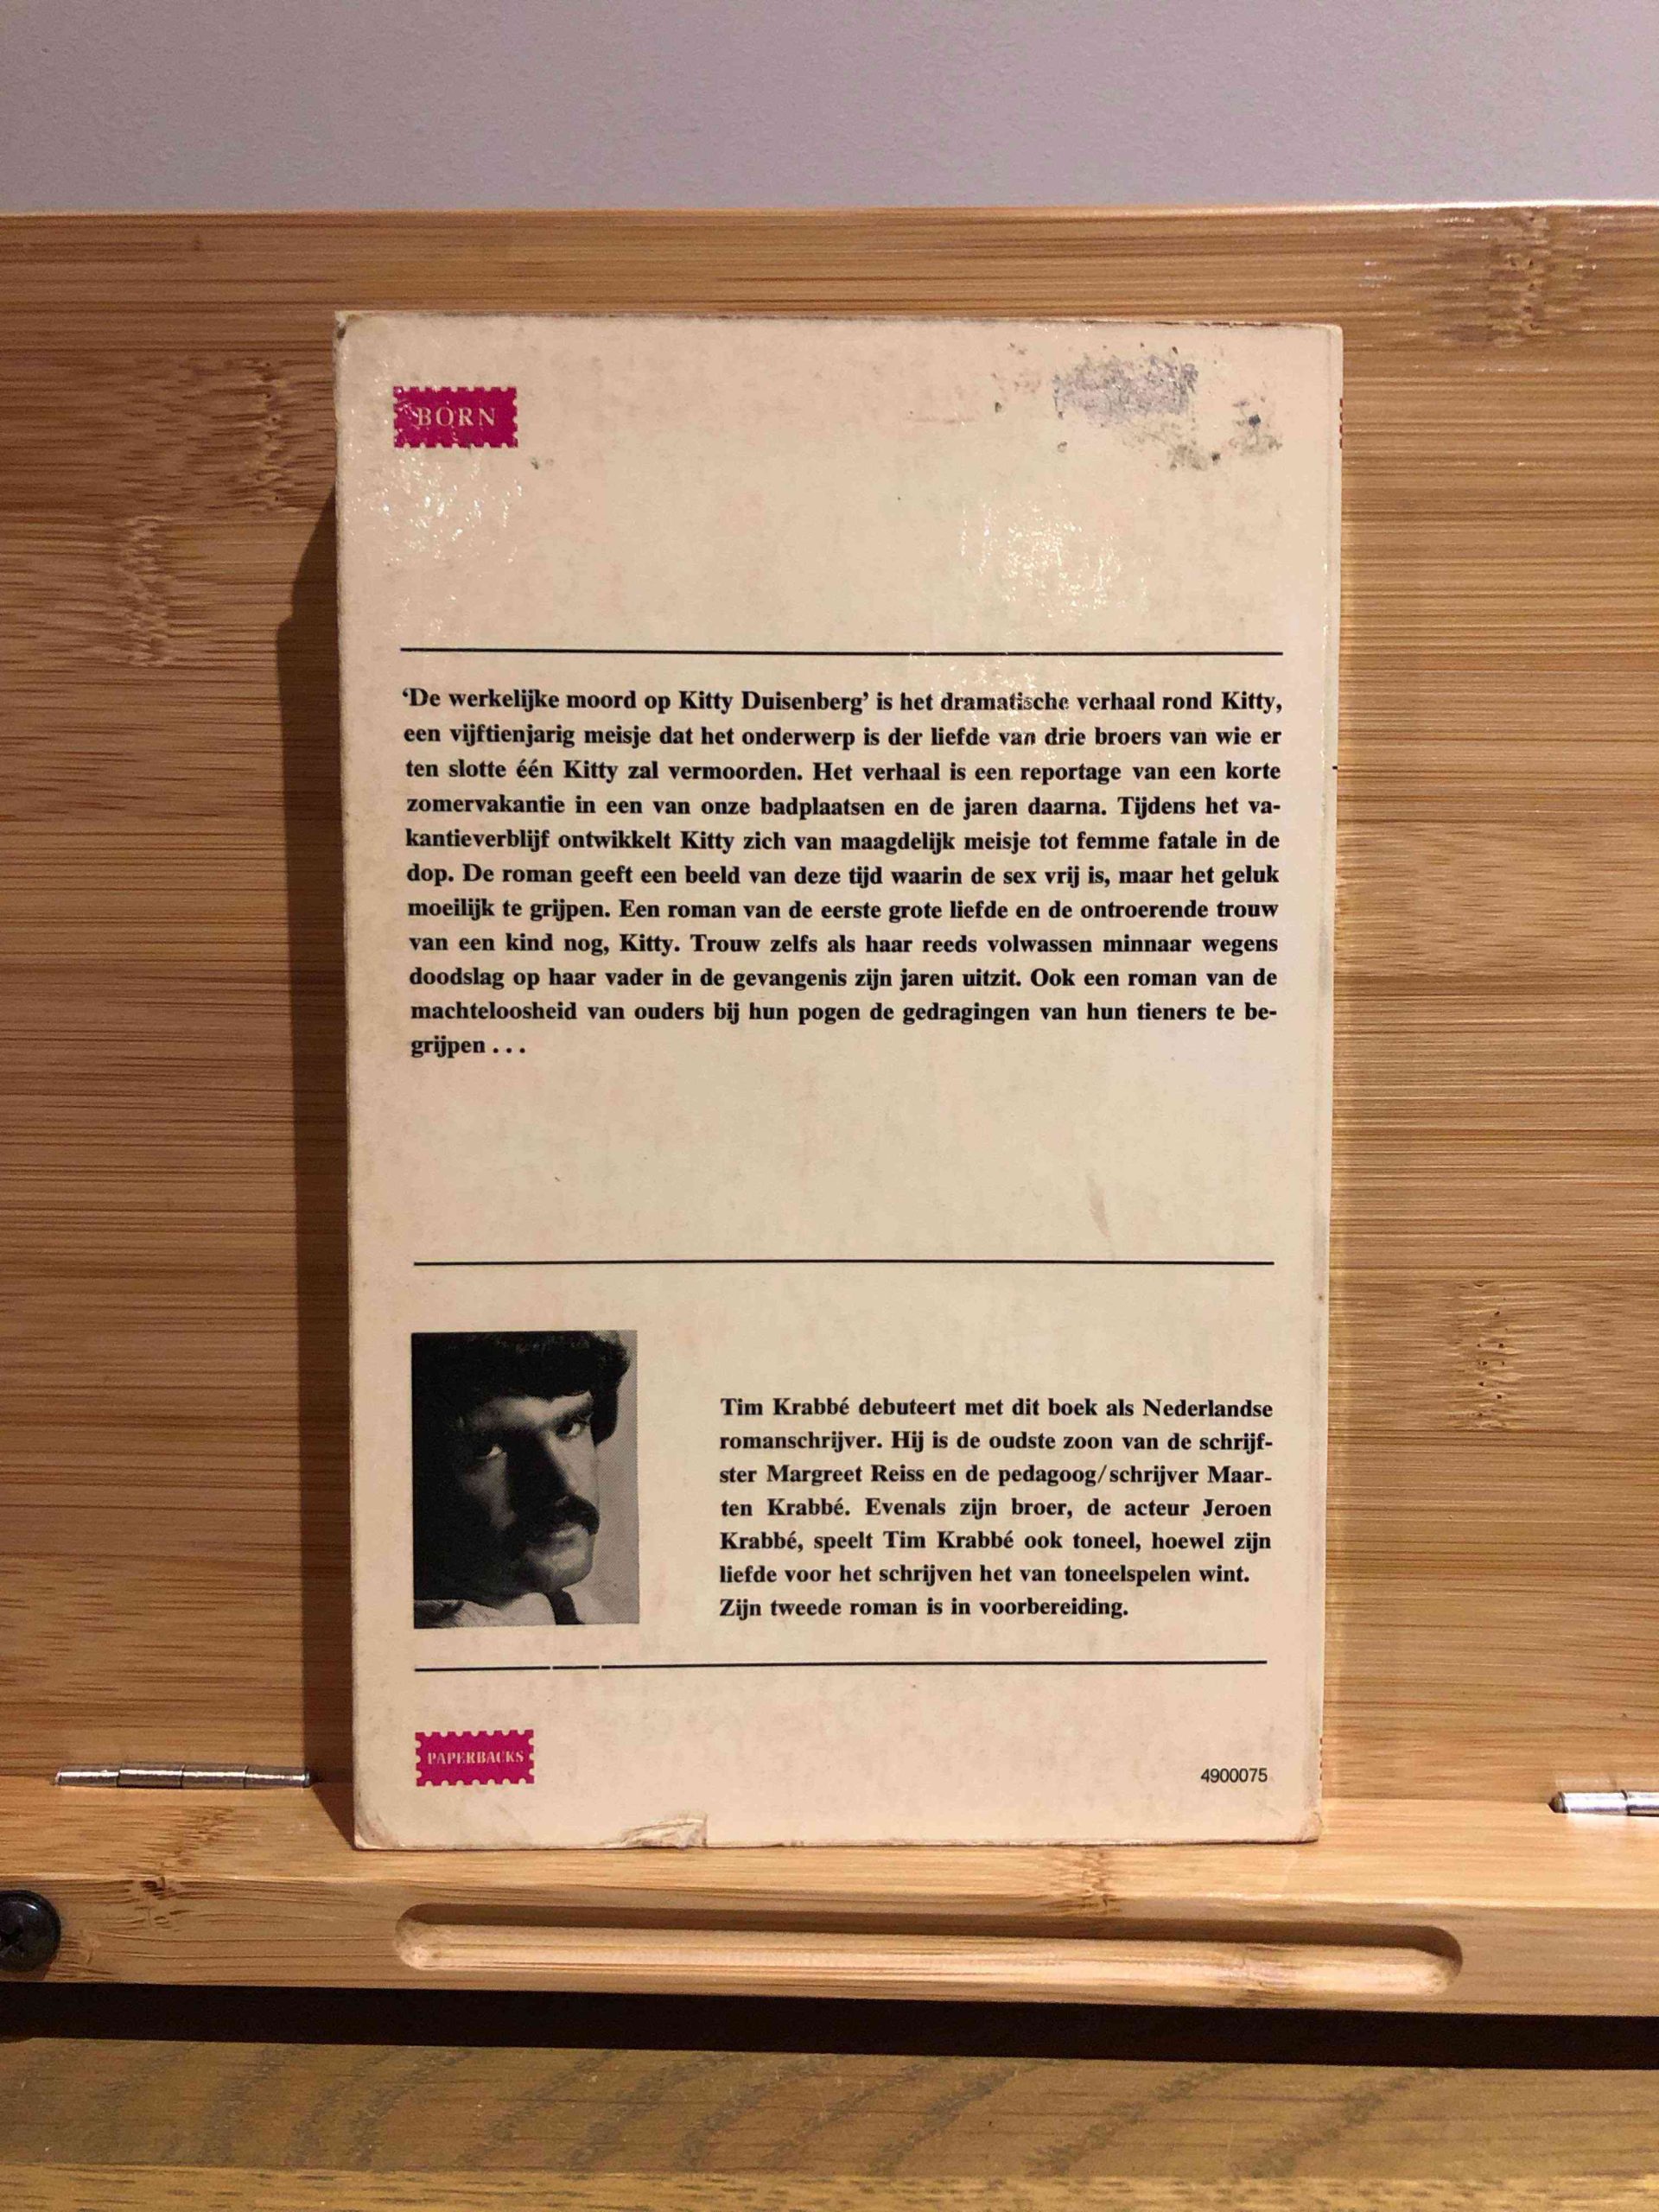 BORN
‘De werkelijke moord op Kitty Duisenberg’ is het dramatische verhaal rond Kitty,
een vijftienjarig meisje dat het onderwerp is der liefde van drie broers van wie er
ten slotte één Kitty zal vermoorden. Het verhaal is een reportage van een korte
zomervakantie in een van onze badplaatsen en de jaren daarna. Tijdens het va-
kantieverblijf ontwikkelt Kitty zich van maagdelijk meisje tot femme fatale in de
dop. De roman geeft een beeld van deze tijd waarin de sex vrij is, maar het geluk
moeilijk te grijpen. Een roman van de eerste grote liefde en de ontroerende trouw
van een kind nog, Kitty. Trouw zelfs als haar reeds volwassen minnaar wegens
doodslag op haar vader in de gevangenis zijn jaren uitzit. Ook een roman van de
machteloosheid van ouders bij hun pogen de gedragingen van hun tieners te be-
grijpen . . .
Tim Krabbé debuteert met dit boek als Nederlandse
romanschrijver. Hij is de oudste zoon van de schrijf-
ster Margreet Reiss en de pedagoog/schrijver Maar-
ten Krabbé. Evenals zijn broer, de acteur Jeroen
Krabbé, speelt Tim Krabbé ook toneel, hoewel zijn
liefde voor het schrijven het van toneelspelen wint.
Zijn tweede roman is in voorbereiding.
PAPERBACKS
4900075